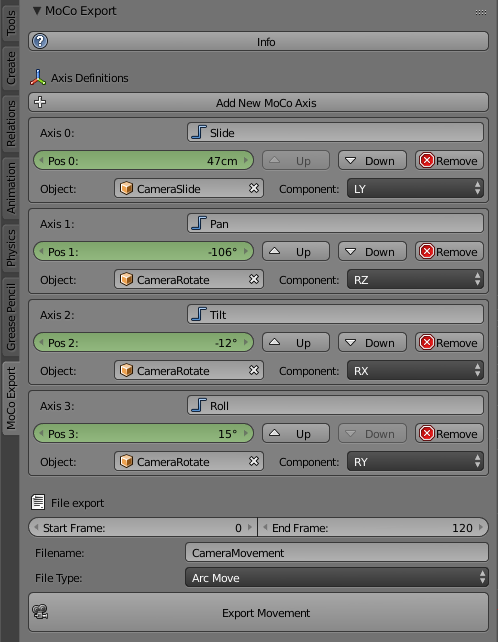 MoCo Export
Info
Axis Definitions
Add New MoCo Axis
Axis 0: Slide
Pos 0: 47cm Up Down Remove
Object: CameraSlide Component: LY
Axis 1: Pan
Pos 1: -106° Up Down Remove
Object: CameraRotate Component: RZ
Axis 2: Tilt
Pos 2: -12° Up Down Remove
Object: CameraRotate Component: RX
Axis 3: Roll
Pos 3: 15° Up Down Remove
Object: CameraRotate Component: RY
File export
Start Frame: 0 End Frame: 120
Filename: CameraMovement
File Type: Arc Move
Export Movement
Tools
Create
Relations
Animation
Physics
Grease Pencil
MoCo Export